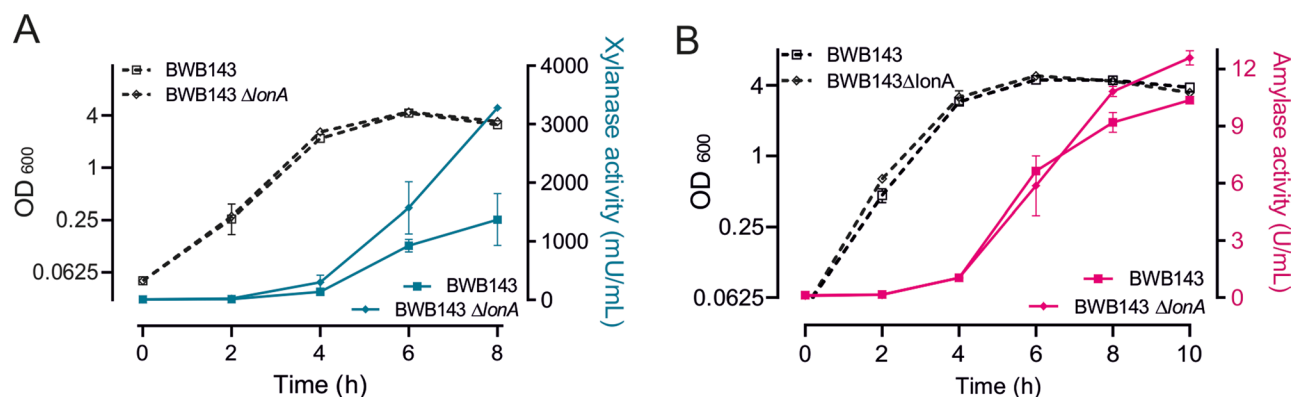 A
BWB143
BWB143 ΔlonA
OD 600
4
1
0.25
0.0625
4000
3000
2000
1000
0
Xylanase activity (mU/mL)
BWB143
BWB143 ΔlonA
0 2 4 6 8
Time (h)
B
BWB143
BWB143ΔlonA
OD 600
4
1
0.25
0.0625
12
9
6
3
0
Amylase activity (U/mL)
BWB143
BWB143 ΔlonA
0 2 4 6 8 10
Time (h)